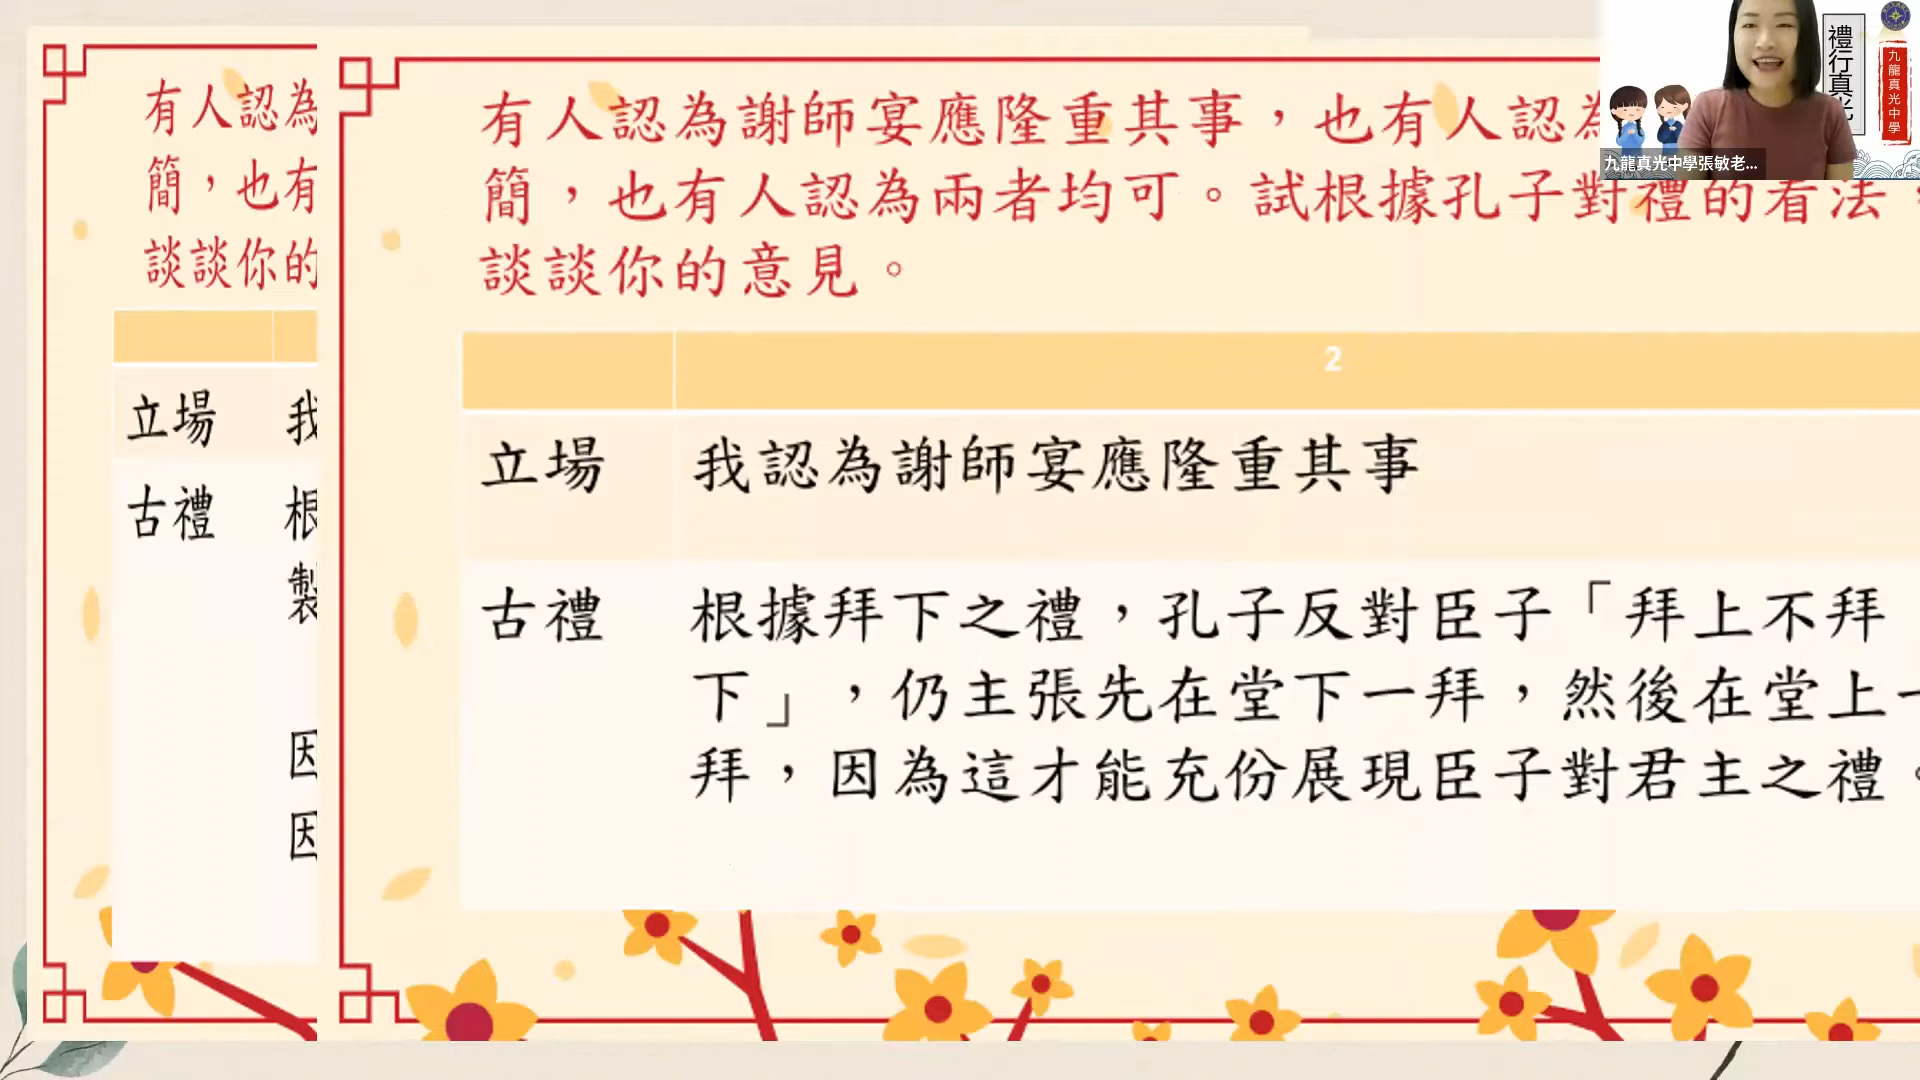 有人認為
簡，也有
談談你的
立場 我
古禮 根
製
因
因
有人認為謝師宴應隆重其事，也有人認為
簡，也有人認為兩者均可。試根據孔子對禮的看法，
談談你的意見。
2
立場 我認為謝師宴應隆重其事
古禮 根據拜下之禮，孔子反對臣子「拜上不拜
下」，仍主張先在堂下一拜，然後在堂上一
拜，因為這才能充份展現臣子對君主之禮。
禮行真光
九龍真光中學
九龍真光中學張敏老...